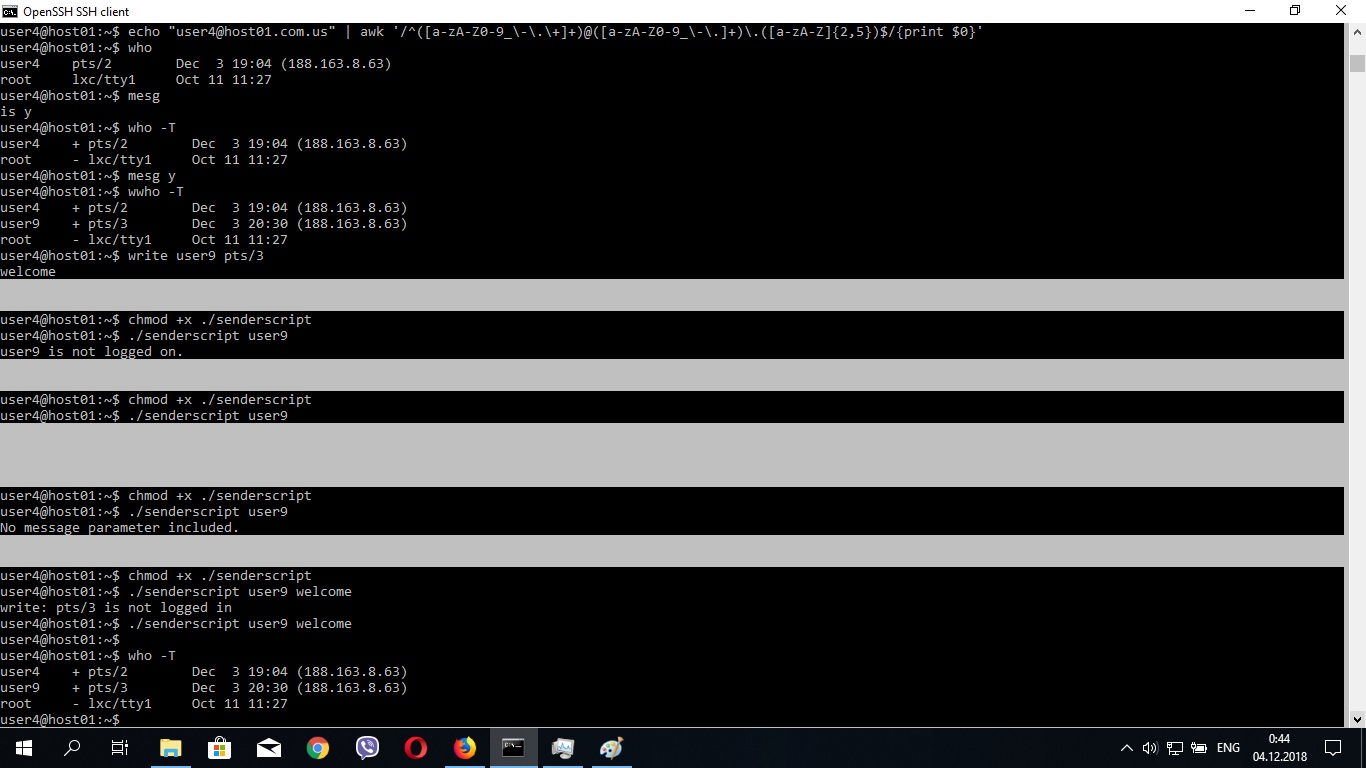 OpenSSH SSH client
user4@host01:~$ echo "user4@host01.com.us" | awk '/^([a-zA-Z0-9_\-\.\+]+)@([a-zA-Z0-9_\-\.]+)\.([a-zA-Z]{2,5})$/{print $0}'
user4@host01:~$ who
user4    pts/2        Dec  3 19:04 (188.163.8.63)
root     lxc/tty1     Oct 11 11:27
user4@host01:~$ mesg
is y
user4@host01:~$ who -T
user4    + pts/2        Dec  3 19:04 (188.163.8.63)
root     - lxc/tty1     Oct 11 11:27
user4@host01:~$ mesg y
user4@host01:~$ wwho -T
user4    + pts/2        Dec  3 19:04 (188.163.8.63)
user9    + pts/3        Dec  3 20:30 (188.163.8.63)
root     - lxc/tty1     Oct 11 11:27
user4@host01:~$ write user9 pts/3
welcome
user4@host01:~$ chmod +x ./senderscript
user4@host01:~$ ./senderscript user9
user9 is not logged on.
user4@host01:~$ chmod +x ./senderscript
user4@host01:~$ ./senderscript user9
user4@host01:~$ chmod +x ./senderscript
user4@host01:~$ ./senderscript user9
No message parameter included.
user4@host01:~$ chmod +x ./senderscript
user4@host01:~$ ./senderscript user9 welcome
write: pts/3 is not logged in
user4@host01:~$ ./senderscript user9 welcome
user4@host01:~$
user4@host01:~$ who -T
user4    + pts/2        Dec  3 19:04 (188.163.8.63)
user9    + pts/3        Dec  3 20:30 (188.163.8.63)
root     - lxc/tty1     Oct 11 11:27
user4@host01:~$
ENG
0:44
04.12.2018